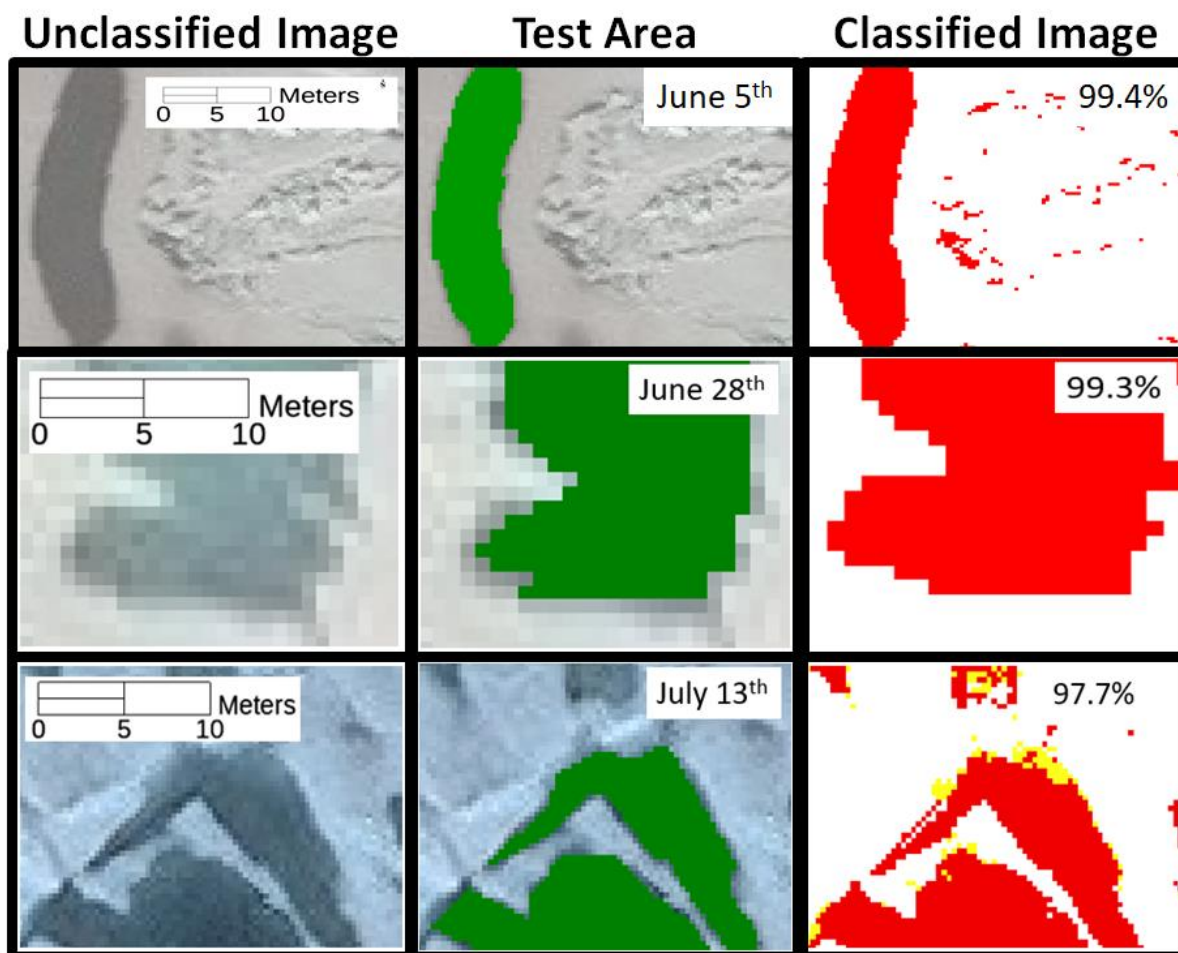 Unclassified Image
Test Area
Classified Image
Meters
0 5 10
June 5th
99.4%
Meters
0 5 10
June 28th
99.3%
Meters
0 5 10
July 13th
97.7%